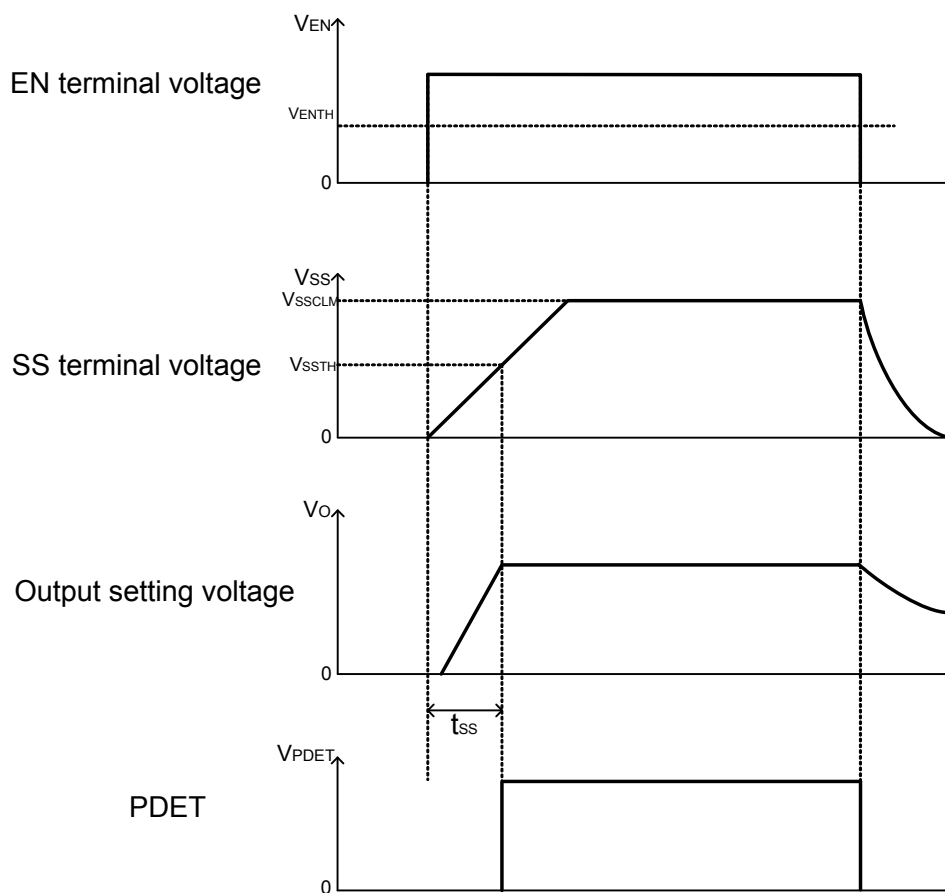 VEN
EN terminal voltage
VENTH
0
VSS
VSSCLM
SS terminal voltage
VSSTH
0
VO
Output setting voltage
0
tSS
VPDET
PDET
0